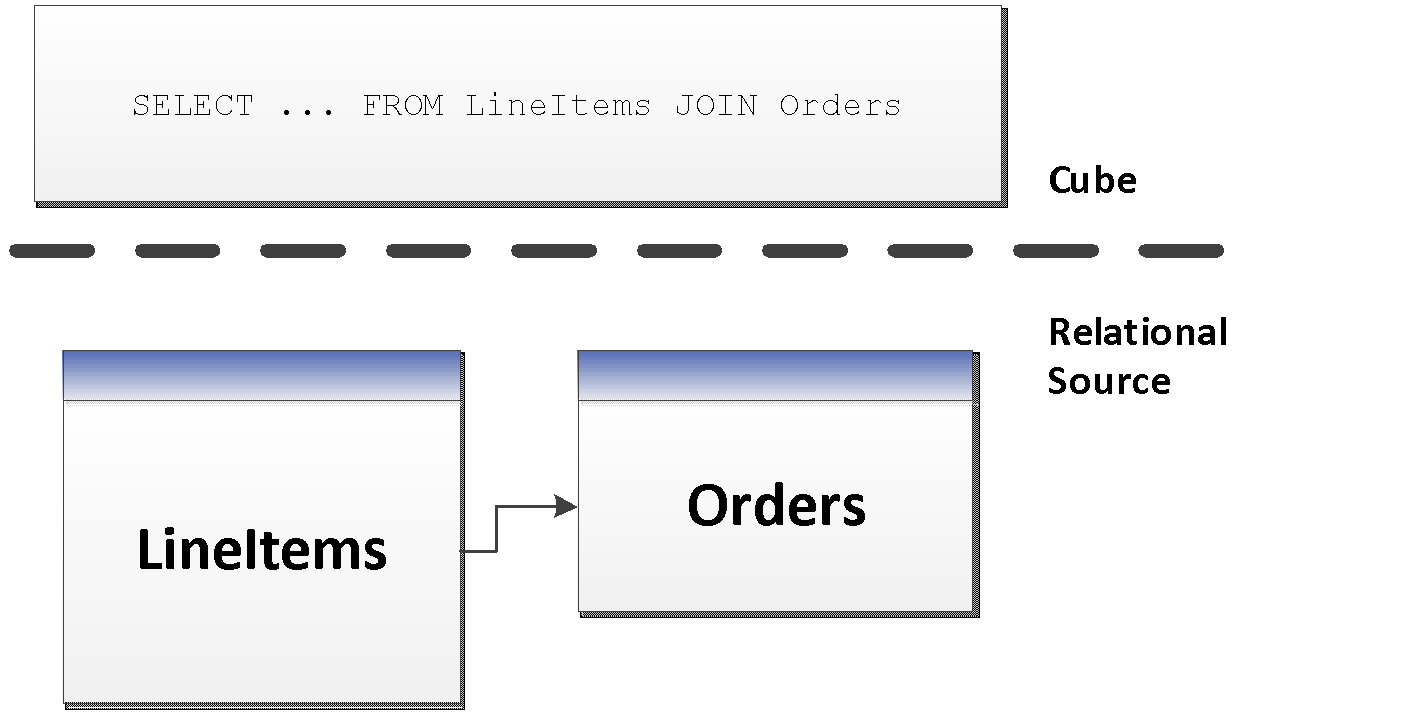 SELECT ... FROM LineItems JOIN Orders
Cube
Relational
Source
LineItems
Orders